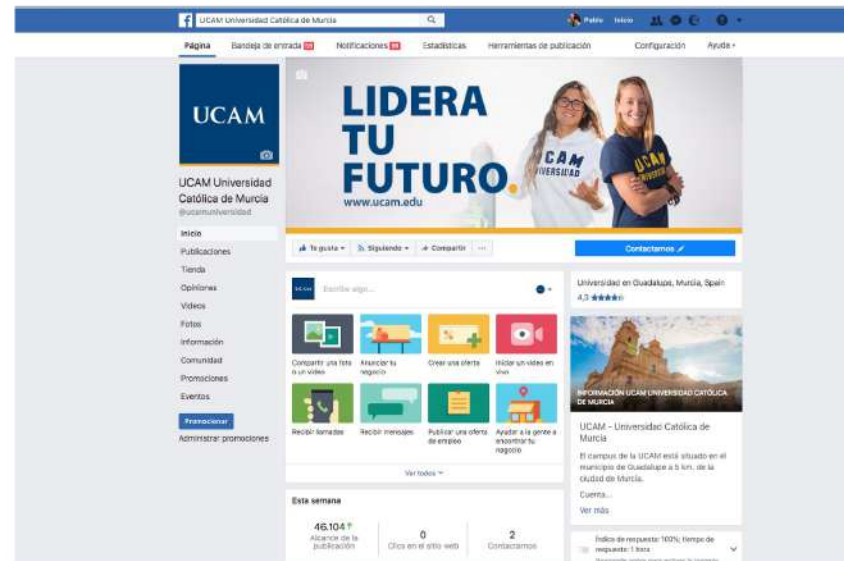 UCAM Universidad Católica de Murcia
Pablo Inicio
Página Bandeja de entrada Notificaciones Estadísticas Herramientas de publicación Configuración Ayuda
UCAM
LIDERA
TU
FUTURO.
www.ucam.edu
UCAM
UNIVERSIDAD
UCAM
UCAM Universidad
Católica de Murcia
@ucamuniversidad
Inicio
Publicaciones
Tienda
Opiniones
Videos
Fotos
Información
Comunidad
Promociones
Eventos
Promocionar
Administrar promociones
Te gusta Siguiendo Compartir ...
Contactarnos
UCAM Escribe algo...
Compartir una foto
o un video
Anunciar tu
negocio
Crear una oferta
Iniciar un video en
vivo
Recibir llamadas
Recibir mensajes
Publicar una oferta
de empleo
Ayudar a la gente a
encontrar tu
negocio
Ver todos
Esta semana
46.104
Alcance de la
publicación
0
Clics en el sitio web
2
Contactarnos
Universidad en Guadalupe, Murcia, Spain
4,3
INFORMACIÓN UCAM UNIVERSIDAD CATÓLICA
DE MURCIA
UCAM - Universidad Católica de
Murcia
El campus de la UCAM está situado en el
municipio de Guadalupe a 5 km. de la
ciudad de Murcia.
Cuenta...
Ver más
Índice de respuesta: 100%; tiempo de
respuesta: 1 hora